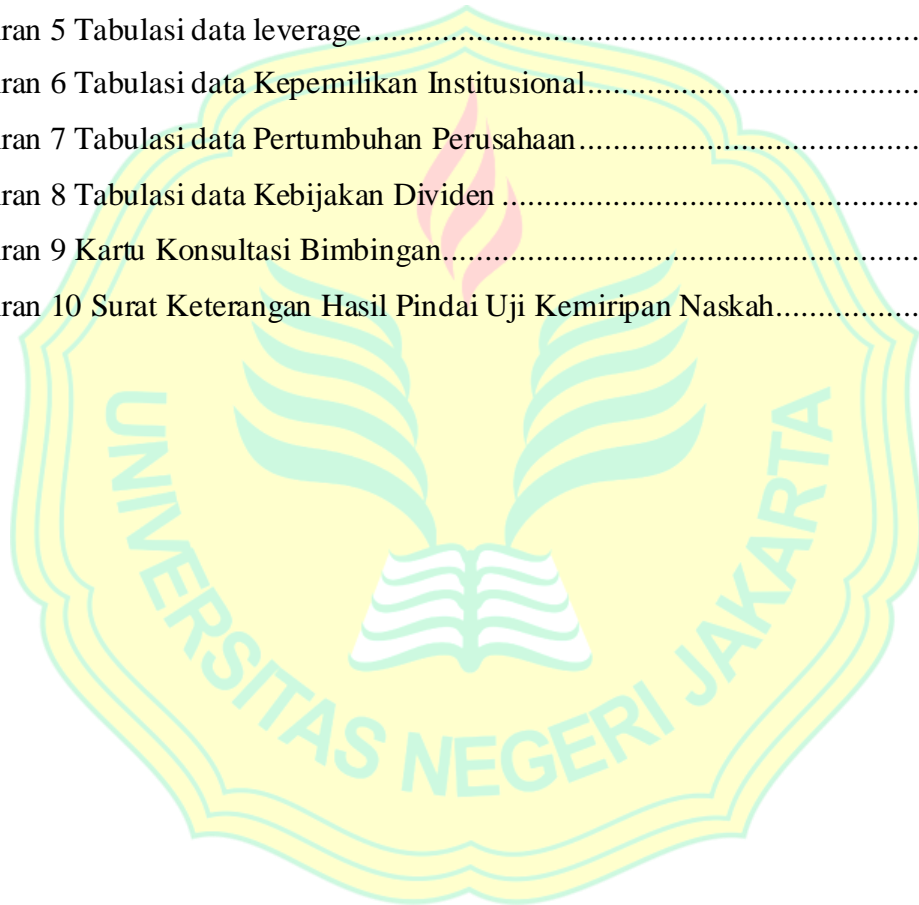 ran 5 Tabulasi data leverage........................................................................
ran 6 Tabulasi data Kepemilikan Institusional.......................................
ran 7 Tabulasi data Pertumbuhan Perusahaan........................................
ran 8 Tabulasi data Kebijakan Dividen .................................................
ran 9 Kartu Konsultasi Bimbingan........................................................
ran 10 Surat Keterangan Hasil Pindai Uji Kemiripan Naskah.................
UNIVERSITAS NEGERI JAKARTA